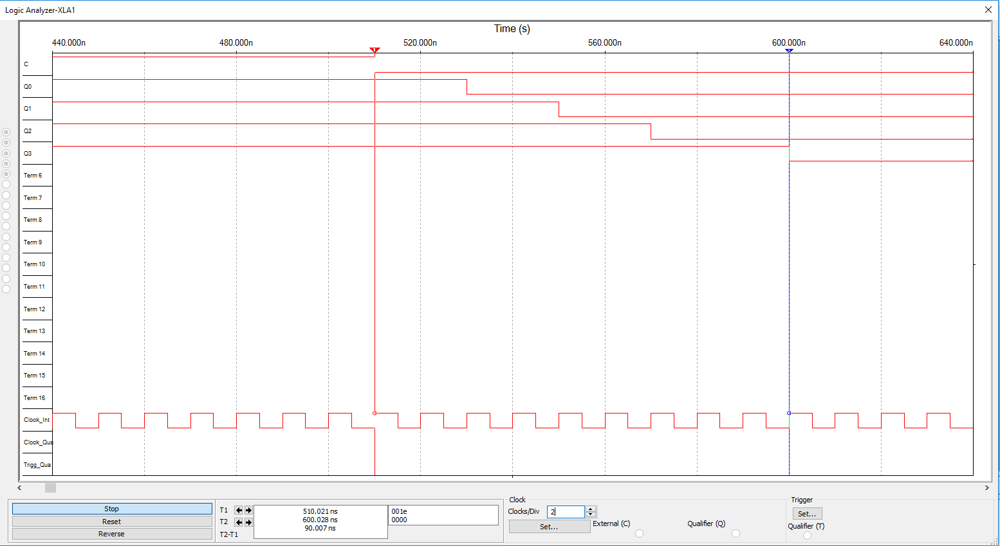 Logic Analyzer-XLA1
Time (s)
440.000n 480.000n 520.000n 560.000n 600.000n 640.000n
1
C
Q0
Q1
Q2
Q3
Term 6
Term 7
Term 8
Term 9
Term 10
Term 11
Term 12
Term 13
Term 14
Term 15
Term 16
Clock_Int
Clock_Qua
Trigg_Qua
Stop
Reset
Reverse
T1 510.021 ns 001e
T2 600.028 ns 0000
T2-T1 90.007 ns
Clock
Clocks/Div 2
Set... External (C) Qualifier (Q)
Trigger
Set...
Qualifier (T)